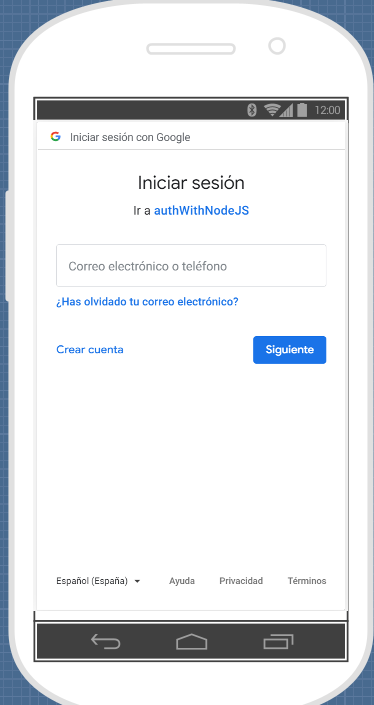 12:00
Iniciar sesión con Google
Iniciar sesión
Ir a authWithNodeJS
Correo electrónico o teléfono
¿Has olvidado tu correo electrónico?
Crear cuenta Siguiente
Español (España) Ayuda Privacidad Términos